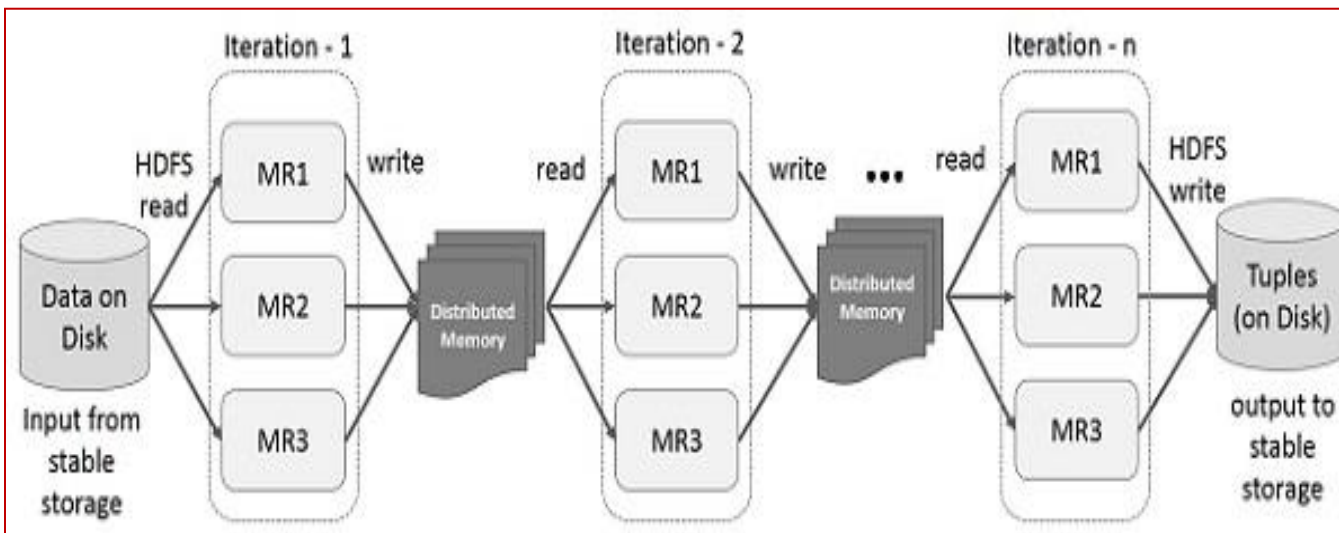 Iteration - 1
Iteration - 2
Iteration - n
HDFS
read
write
read
write
...
read
HDFS
write
MR1
MR2
MR3
MR1
MR2
MR3
MR1
MR2
MR3
Data on
Disk
Distributed
Memory
Distributed
Memory
Tuples
(on Disk)
Input from
stable
storage
output to
stable
storage